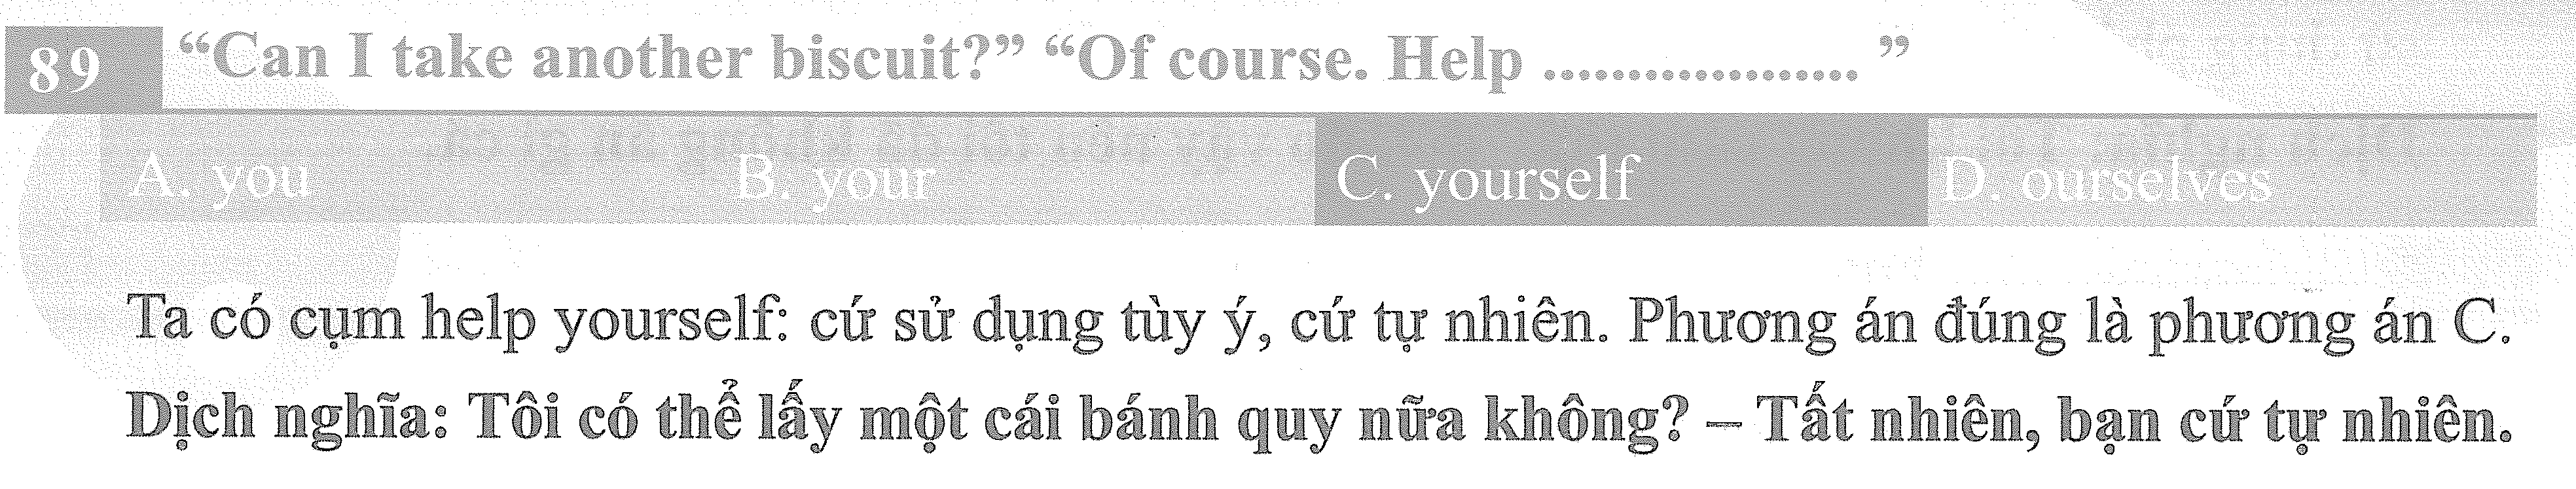 89 “Can I take another biscuit?” “Of course. Help .................. ”
A. you B. your C. yourself D. ourselves
Ta có cụm help yourself: cứ sử dụng tùy ý, cứ tự nhiên. Phương án đúng là phương án C.
Dịch nghĩa: Tôi có thể lấy một cái bánh quy nữa không? – Tất nhiên, bạn cứ tự nhiên.